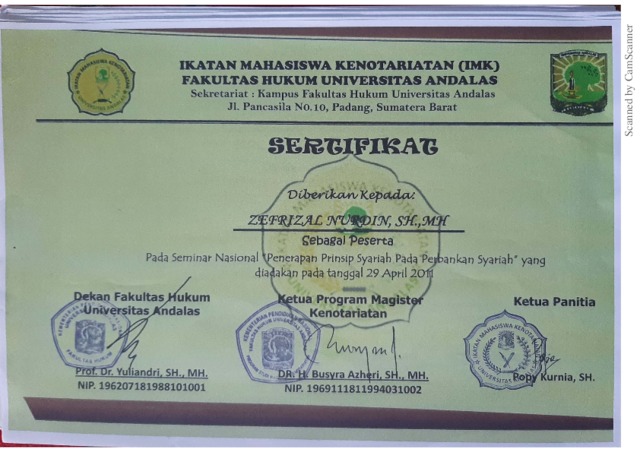 IKATAN MAHASISWA KENOTARIATAN (IMK)
FAKULTAS HUKUM UNIVERSITAS ANDALAS
Sekretariat : Kampus Fakultas Hukum Universitas Andalas
Jl. Pancasila No.10, Padang, Sumatera Barat
SERTIFIKAT
Diberikan Kepada:
ZEFRIZAL NURDIN, SH.,MH
Sebagai Peserta
Pada Seminar Nasional "Penerapan Prinsip Syariah Pada Perbankan Syariah" yang
diadakan pada tanggal 29 April 2011
Dekan Fakultas Hukum
Universitas Andalas
Prof. Dr. Yuliandri, SH., MH.
NIP. 196207181988101001
Ketua Program Magister
Kenotariatan
DR. H. Busyra Azheri, SH., MH.
NIP. 196911181994031002
Ketua Panitia
Popy Kurnia, SH.
Scanned by CamScanner